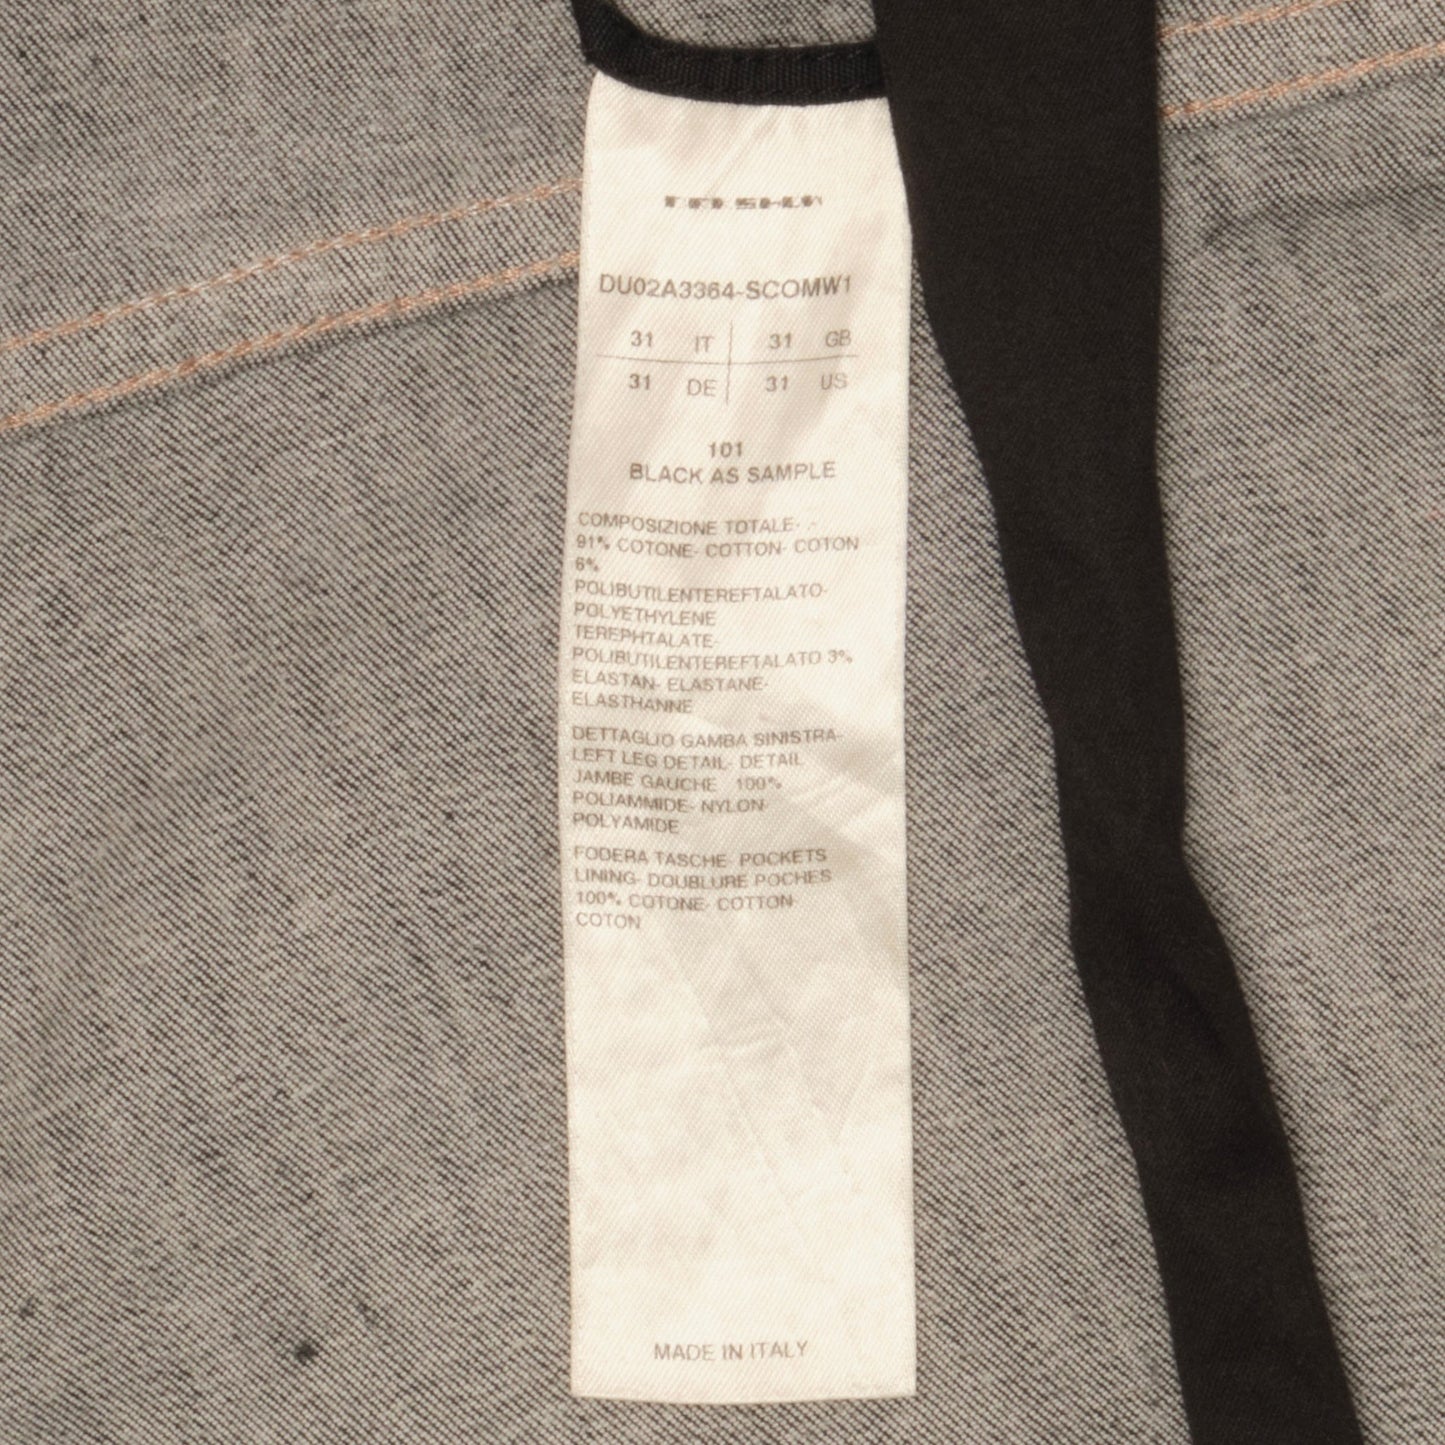 DU02A3364-SCOMW1
31 IT 31 GB
31 DE 31 US
101
BLACK AS SAMPLE
COMPOSIZIONE TOTALE- -
91% COTONE- COTTON- COTON
6%
POLIBUTILENTEREFTALATO-
POLYETHYLENE
TEREPHTALATE-
POLIBUTILENTEREFTALATO 3%
ELASTAN- ELASTANE-
ELASTHANNE
DETTAGLIO GAMBA SINISTRA-
LEFT LEG DETAIL- DETAIL
JAMBE GAUCHE 100%
POLIAMMIDE- NYLON-
POLYAMIDE
FODERA TASCHE- POCKETS
LINING- DOUBLURE POCHES
100% COTONE- COTTON-
COTON
MADE IN ITALY